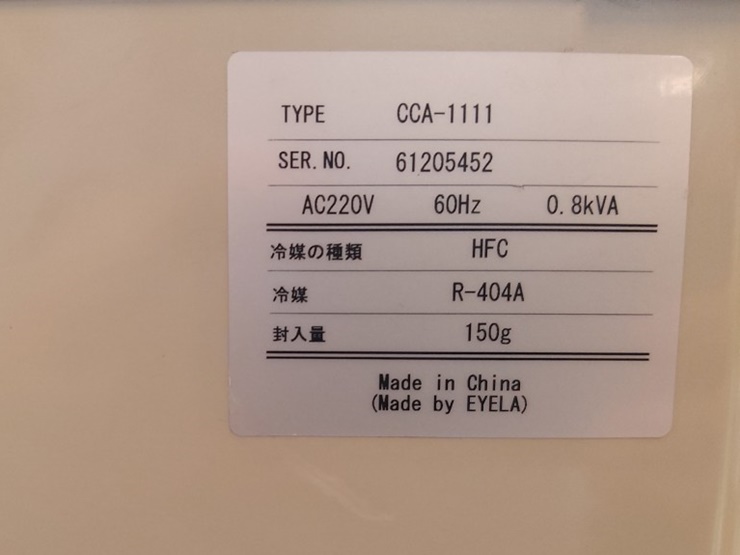 TYPE CCA-1111
SER.NO. 61205452
AC220V 60Hz 0.8kVA
冷媒の種類 HFC
冷媒 R-404A
封入量 150g
Made in China
(Made by EYELA)